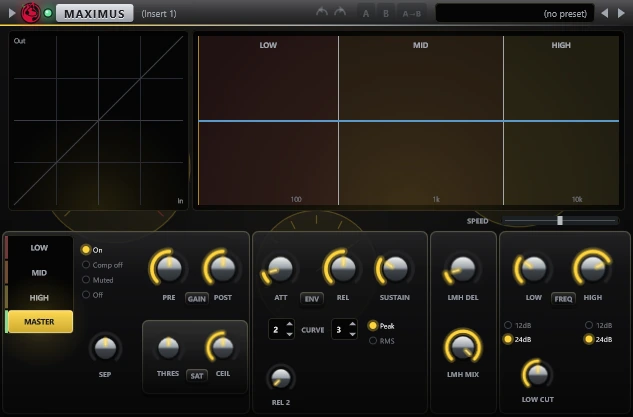 MAXIMUS (Insert 1) A B A→B (no preset)
Out
In
LOW MID HIGH
100 1k 10k
SPEED
LOW
MID
HIGH
MASTER
On
Comp off
Muted
Off
PRE GAIN POST
SEP
THRES SAT CEIL
ATT ENV REL SUSTAIN
2 CURVE 3
Peak
RMS
REL 2
LMH DEL
LMH MIX
LOW FREQ HIGH
12dB 12dB
24dB 24dB
LOW CUT